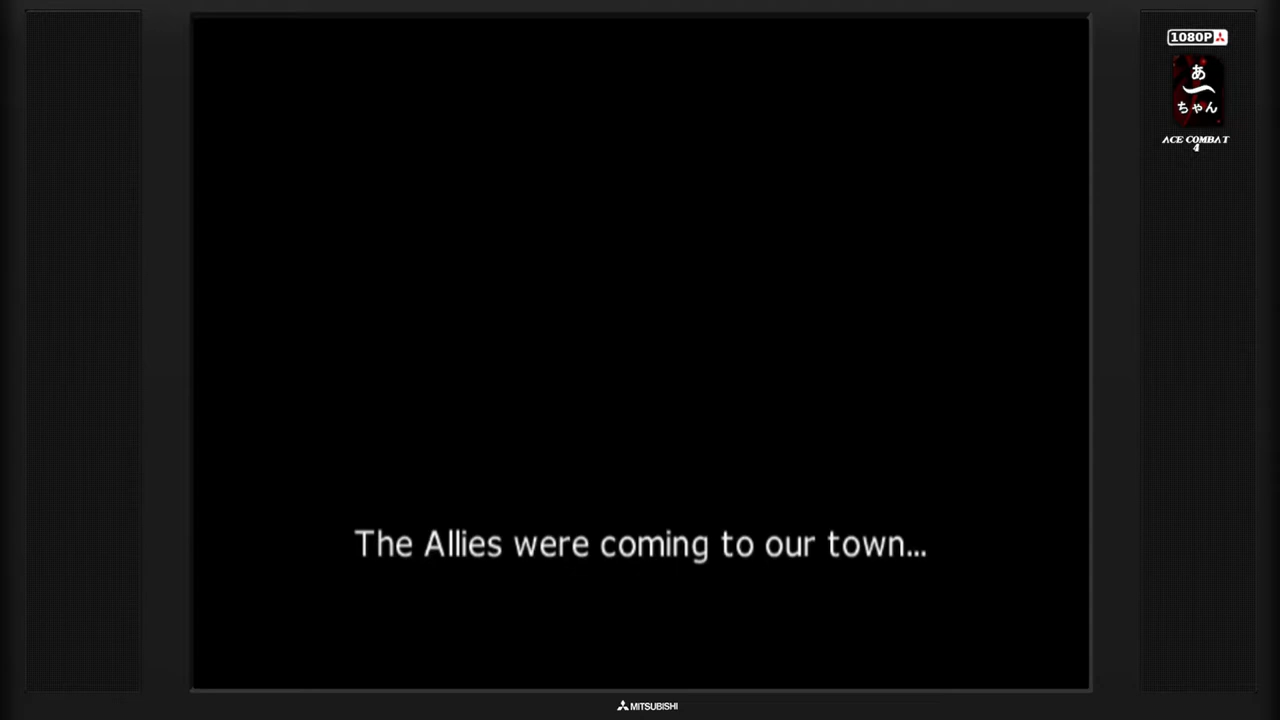 1080P
あ
ー
ちゃん
ACE COMBAT
4
The Allies were coming to our town...
MITSUBISHI